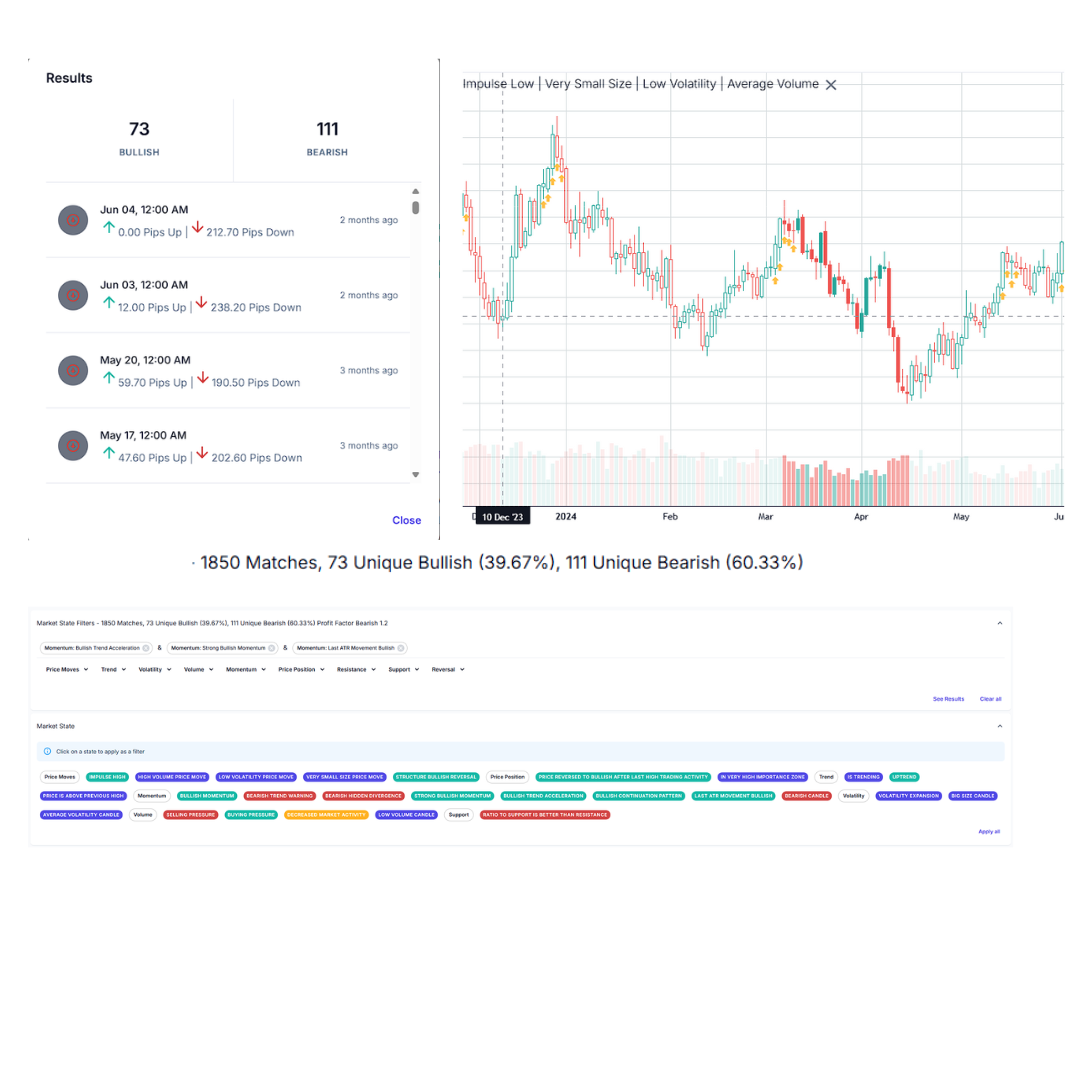 Results
73
BULLISH
111
BEARISH
Jun 04, 12:00 AM
0.00 Pips Up | 212.70 Pips Down
2 months ago
Jun 03, 12:00 AM
12.00 Pips Up | 238.20 Pips Down
2 months ago
May 20, 12:00 AM
59.70 Pips Up | 190.50 Pips Down
3 months ago
May 17, 12:00 AM
47.60 Pips Up | 202.60 Pips Down
3 months ago
Close
Impulse Low | Very Small Size | Low Volatility | Average Volume
D 10 Dec '23 2024 Feb Mar Apr May Ju
· 1850 Matches, 73 Unique Bullish (39.67%), 111 Unique Bearish (60.33%)
Market State Filters - 1850 Matches, 73 Unique Bullish (39.67%), 111 Unique Bearish (60.33%) Profit Factor Bearish 1.2
Momentum: Bullish Trend Acceleration & Momentum: Strong Bullish Momentum & Momentum: Last ATR Movement Bullish
Price Moves Trend Volatility Volume Momentum Price Position Resistance Support Reversal
See Results Clear all
Market State
Click on a state to apply as a filter
Price Moves IMPULSE HIGH HIGH VOLUME PRICE MOVE LOW VOLATILITY PRICE MOVE VERY SMALL SIZE PRICE MOVE STRUCTURE BULLISH REVERSAL Price Position PRICE REVERSED TO BULLISH AFTER LAST HIGH TRADING ACTIVITY IN VERY HIGH IMPORTANCE ZONE Trend IS TRENDING UPTREND
PRICE IS ABOVE PREVIOUS HIGH Momentum BULLISH MOMENTUM BEARISH TREND WARNING BEARISH HIDDEN DIVERGENCE STRONG BULLISH MOMENTUM BULLISH TREND ACCELERATION BULLISH CONTINUATION PATTERN LAST ATR MOVEMENT BULLISH BEARISH CANDLE Volatility VOLATILITY EXPANSION BIG SIZE CANDLE
AVERAGE VOLATILITY CANDLE Volume SELLING PRESSURE BUYING PRESSURE DECREASED MARKET ACTIVITY LOW VOLUME CANDLE Support RATIO TO SUPPORT IS BETTER THAN RESISTANCE
Apply all